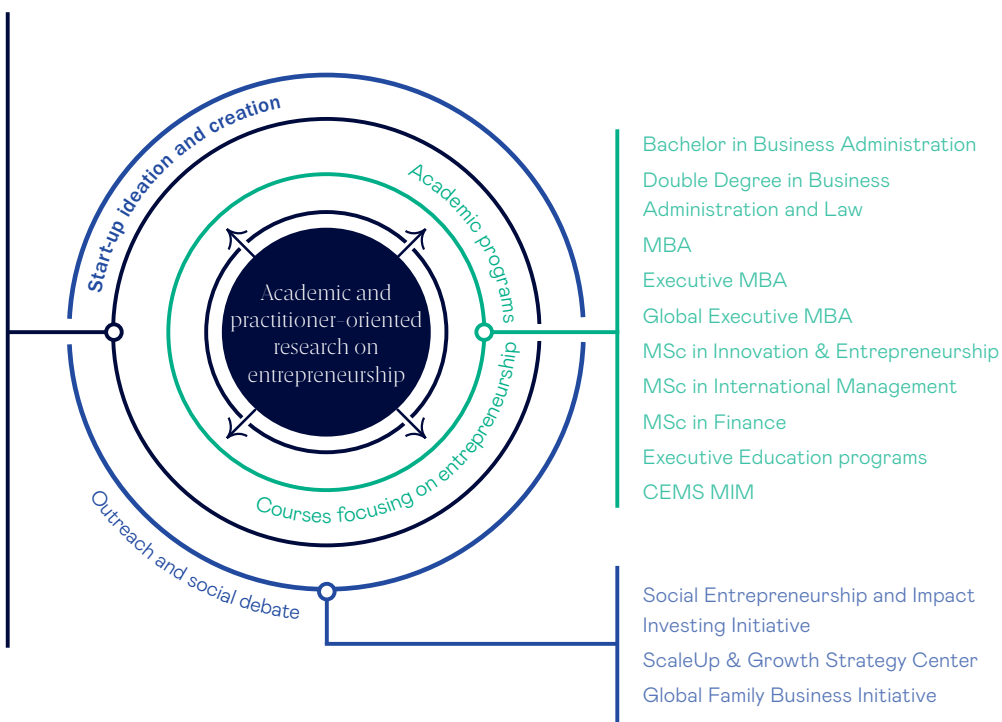 Start-up ideation and creation
Academic programs
Academic and
practitioner-oriented
research on
entrepreneurship
Courses focusing on entrepreneurship
Outreach and social debate
Bachelor in Business Administration
Double Degree in Business
Administration and Law
MBA
Executive MBA
Global Executive MBA
MSc in Innovation & Entrepreneurship
MSc in International Management
MSc in Finance
Executive Education programs
CEMS MIM
Social Entrepreneurship and Impact
Investing Initiative
ScaleUp & Growth Strategy Center
Global Family Business Initiative